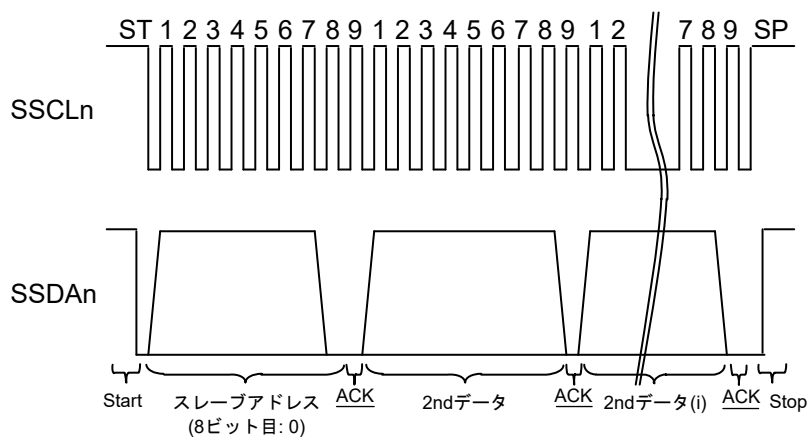 ST 1 2 3 4 5 6 7 8 9 1 2 3 4 5 6 7 8 9 1 2 7 8 9 SP
SSCLn
SSDAn
Start スレーブアドレス ACK 2ndデータ ACK 2ndデータ(i) ACK Stop
(8ビット目: 0)